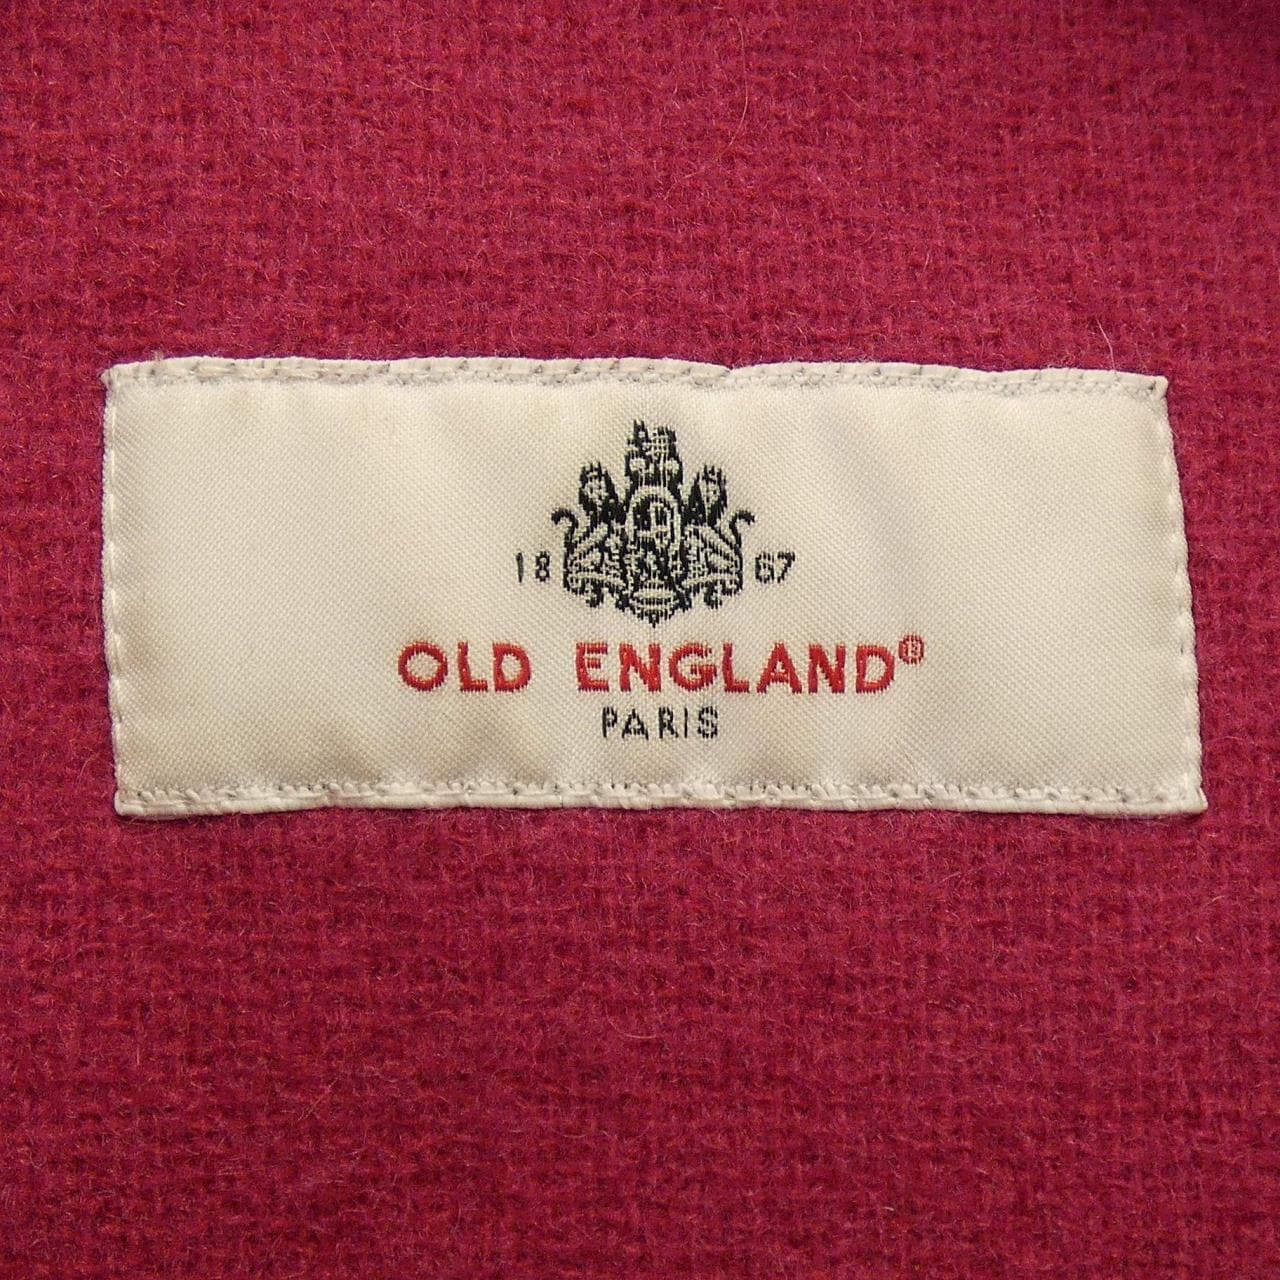 18 67
OLD ENGLAND®
PARIS